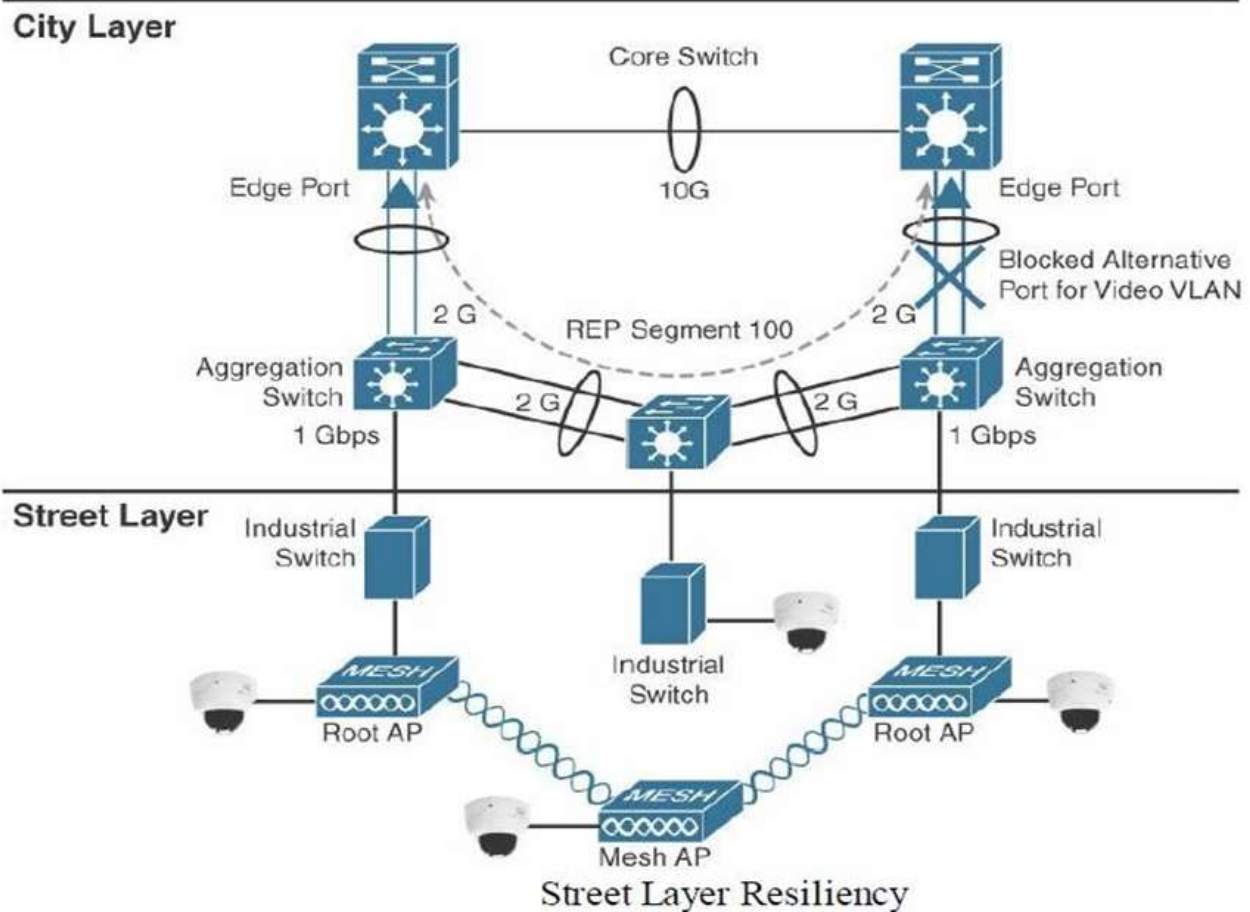 City Layer
Core Switch
Edge Port
10G
Edge Port
Blocked Alternative
Port for Video VLAN
2 G
REP Segment 100
2 G
Aggregation
Switch
2 G
2 G
Aggregation
Switch
1 Gbps
1 Gbps
Street Layer
Industrial
Switch
Industrial
Switch
Industrial
Switch
MESH
Root AP
MESH
Root AP
MESH
Mesh AP
Street Layer Resiliency